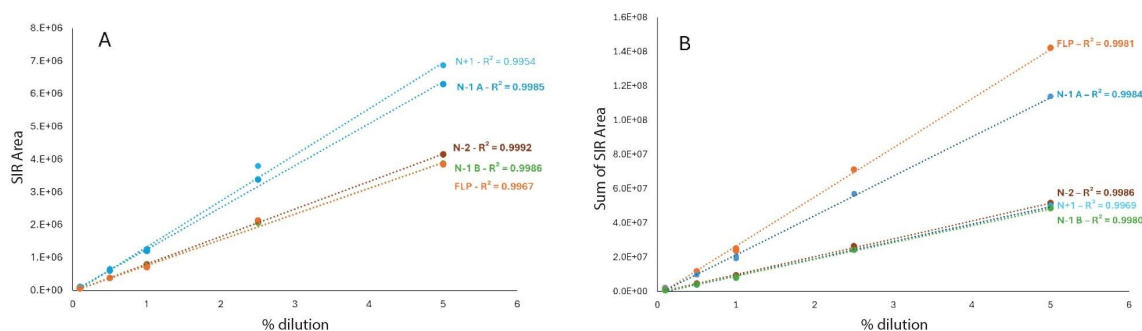 A
8.E+06
7.E+06
6.E+06
5.E+06
4.E+06
3.E+06
2.E+06
1.E+06
0.E+00
SIR Area
0 1 2 3 4 5 6
% dilution
N+1 - R² = 0.9954
N-1 A - R² = 0.9985
N-2 - R² = 0.9992
N-1 B - R² = 0.9986
FLP - R² = 0.9967
B
1.6E+08
1.4E+08
1.2E+08
1.0E+08
8.0E+07
6.0E+07
4.0E+07
2.0E+07
0.0E+00
Sum of SIR Area
0 1 2 3 4 5 6
% dilution
FLP – R² = 0.9981
N-1 A – R² = 0.9984
N-2 – R² = 0.9986
N+1 – R² = 0.9969
N-1 B – R² = 0.9980